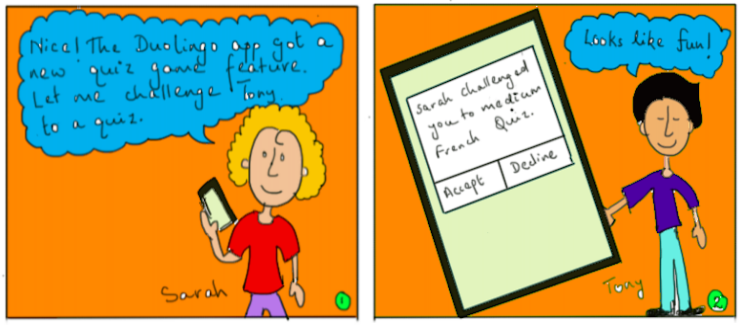 Nice! The Duolingo app got a
new quiz game feature.
Let me challenge Tony
to a quiz.
Sarah
1
Looks like fun!
Sarah challenged
you to medium
French Quiz.
Accept
Decline
Tony
2